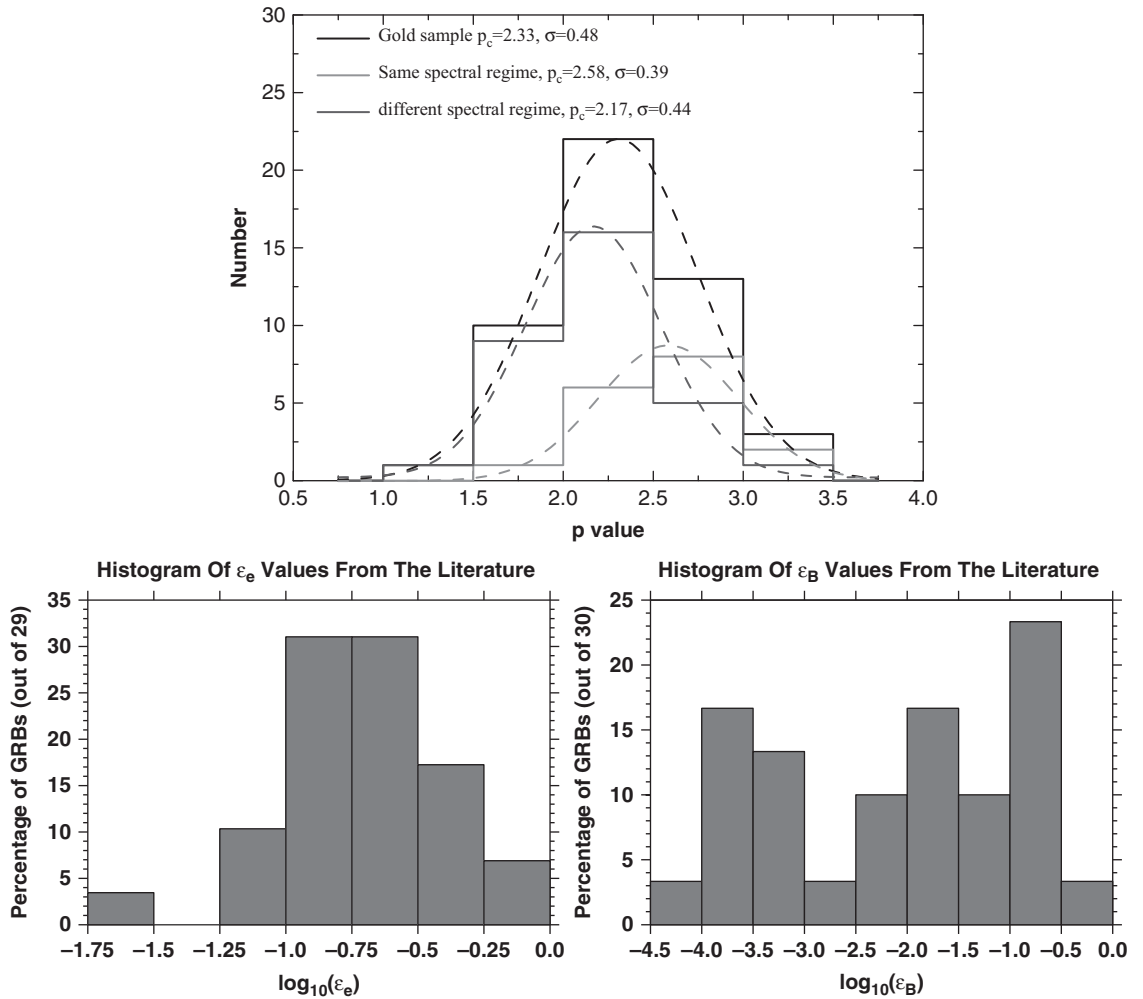 30
25
20
15
10
5
0
Number
Gold sample p_c=2.33, σ=0.48
Same spectral regime, p_c=2.58, σ=0.39
different spectral regime, p_c=2.17, σ=0.44
0.5 1.0 1.5 2.0 2.5 3.0 3.5 4.0
p value
Histogram Of ε_e Values From The Literature
Percentage of GRBs (out of 29)
35
30
25
20
15
10
5
0
−1.75 −1.5 −1.25 −1.0 −0.75 −0.5 −0.25 0.0
log₁₀(ε_e)
Histogram Of ε_B Values From The Literature
Percentage of GRBs (out of 30)
25
20
15
10
5
0
−4.5 −4.0 −3.5 −3.0 −2.5 −2.0 −1.5 −1.0 −0.5 0.0
log₁₀(ε_B)